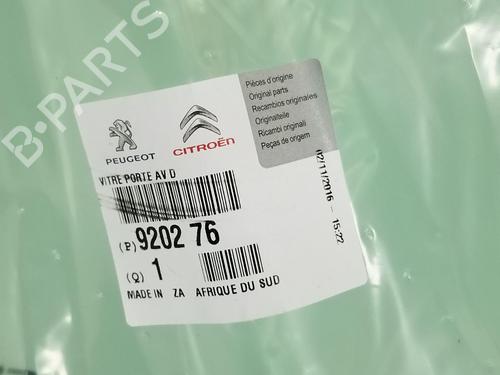 B-PARTS
PEUGEOT
CITROËN
Pièces d'origine
Original parts
Recambios originales
Originalteile
Ricambi originali
Peças de origem
02/11/2016 - 15:22
VITRE PORTE AV D
(P) 9202 76
(Q) 1
MADE IN ZA AFRIQUE DU SUD